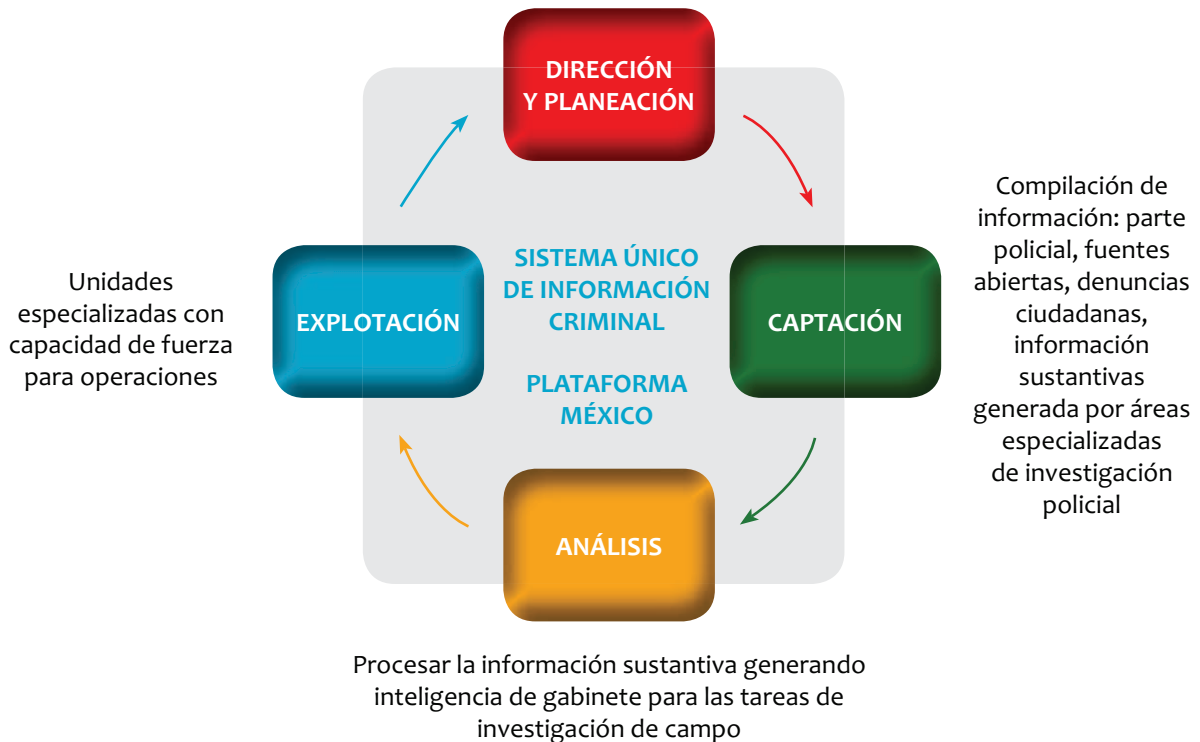 DIRECCIÓN
Y PLANEACIÓN
Compilación de
información: parte
policial, fuentes
abiertas, denuncias
ciudadanas,
información
sustantivas
generada por áreas
especializadas
de investigación
policial
SISTEMA ÚNICO
DE INFORMACIÓN
CRIMINAL
PLATAFORMA
MÉXICO
Unidades
especializadas con
capacidad de fuerza
para operaciones
EXPLOTACIÓN
CAPTACIÓN
ANÁLISIS
Procesar la información sustantiva generando
inteligencia de gabinete para las tareas de
investigación de campo